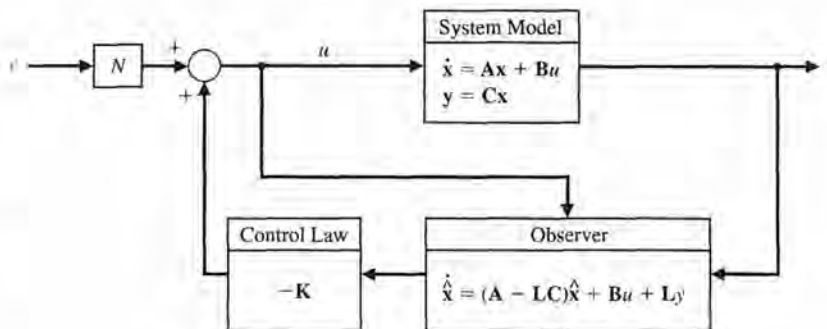 System Model
N
+
+
u
ẋ = Ax + Bu
y = Cx
Control Law
−K
Observer
x̂̇ = (A − LC)x̂ + Bu + Ly